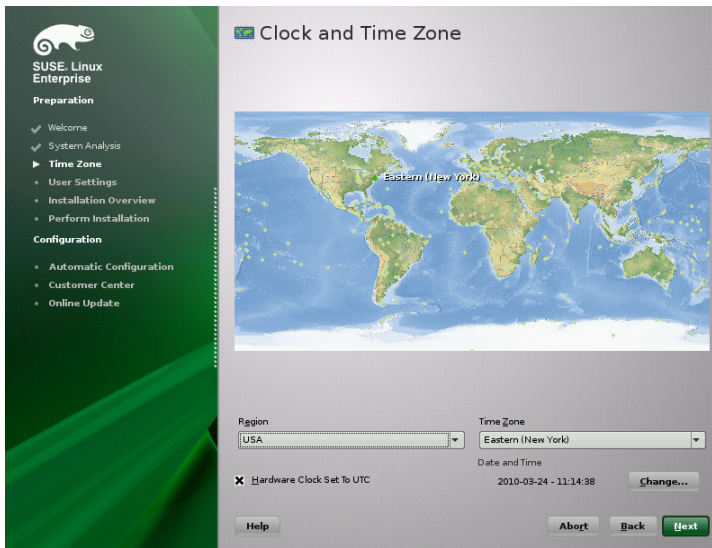 SUSE. Linux
Enterprise
Preparation
Welcome
System Analysis
Time Zone
User Settings
Installation Overview
Perform Installation
Configuration
Automatic Configuration
Customer Center
Online Update
Clock and Time Zone
Eastern (New York)
Region
USA
Time Zone
Eastern (New York)
Hardware Clock Set To UTC
Date and Time
2010-03-24 - 11:14:38
Change...
Help
Abort
Back
Next